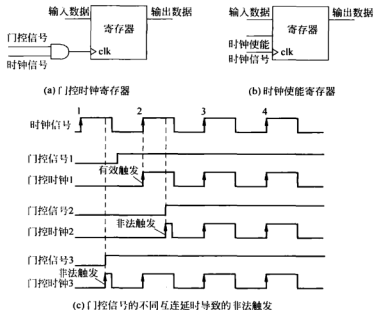 输入数据 寄存器 输出数据
门控信号
clk
时钟信号
(a) 门控时钟寄存器
输入数据 寄存器 输出数据
时钟使能
clk
时钟信号
(b) 时钟使能寄存器
1 2 3 4
时钟信号
门控信号1
有效触发
门控时钟1
门控信号2
非法触发
门控时钟2
门控信号3
非法触发
门控时钟3
(c) 门控信号的不同互连延时导致的非法触发